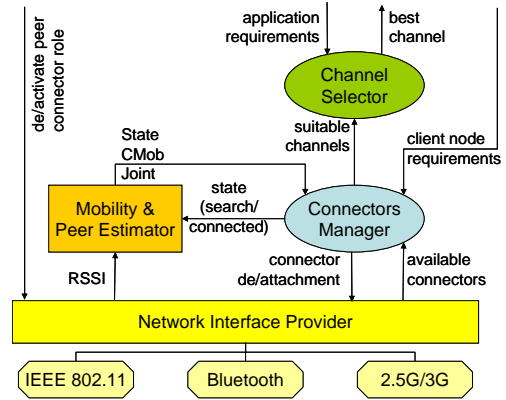 application
requirements
best
channel
de/activate peer
connector role
Channel
Selector
State
CMob
Joint
suitable
channels
client node
requirements
state
(search/
connected)
Mobility &
Peer Estimator
Connectors
Manager
RSSI
connector
de/attachment
available
connectors
Network Interface Provider
IEEE 802.11
Bluetooth
2.5G/3G